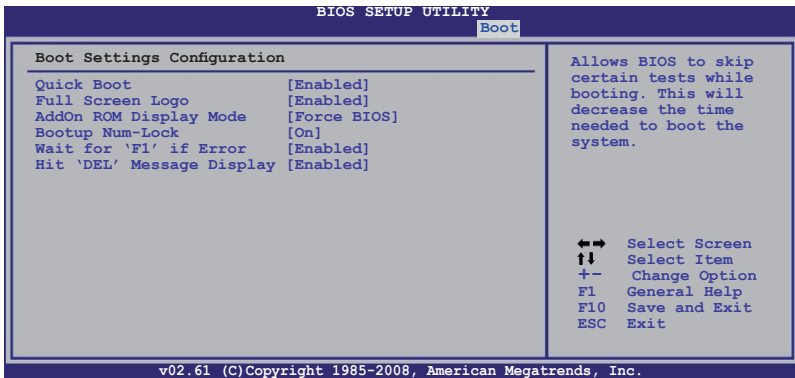 BIOS SETUP UTILITY
Boot
Boot Settings Configuration
Quick Boot [Enabled]
Full Screen Logo [Enabled]
AddOn ROM Display Mode [Force BIOS]
Bootup Num-Lock [On]
Wait for ‘F1’ if Error [Enabled]
Hit ‘DEL’ Message Display [Enabled]
Allows BIOS to skip
certain tests while
booting. This will
decrease the time
needed to boot the
system.
←→ Select Screen
↑↓ Select Item
+- Change Option
F1 General Help
F10 Save and Exit
ESC Exit
v02.61 (C)Copyright 1985-2008, American Megatrends, Inc.